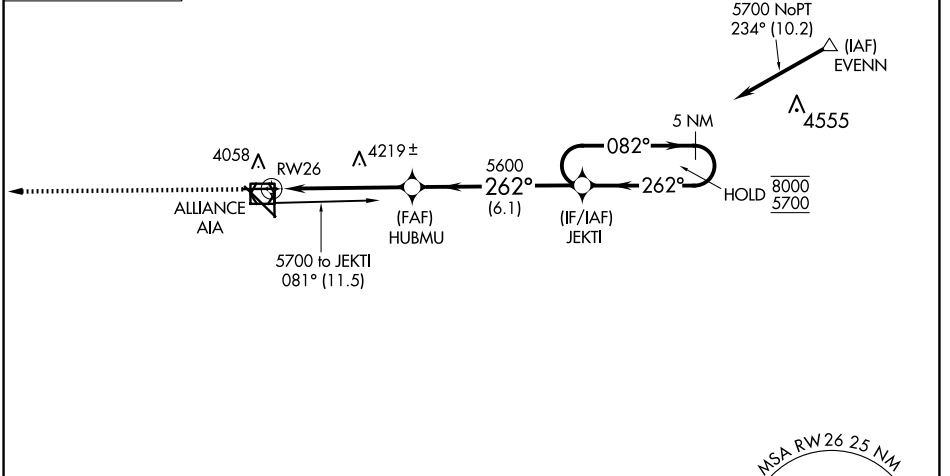 5700 NoPT
234° (10.2)
(IAF)
EVENN
4555
5 NM
082°
4058
4219±
RW26
5600
262°
(6.1)
262°
HOLD 8000
5700
ALLIANCE
AIA
(FAF)
HUBMU
(IF/IAF)
JEKTI
5700 to JEKTI
081° (11.5)
MSA RW26 25 NM